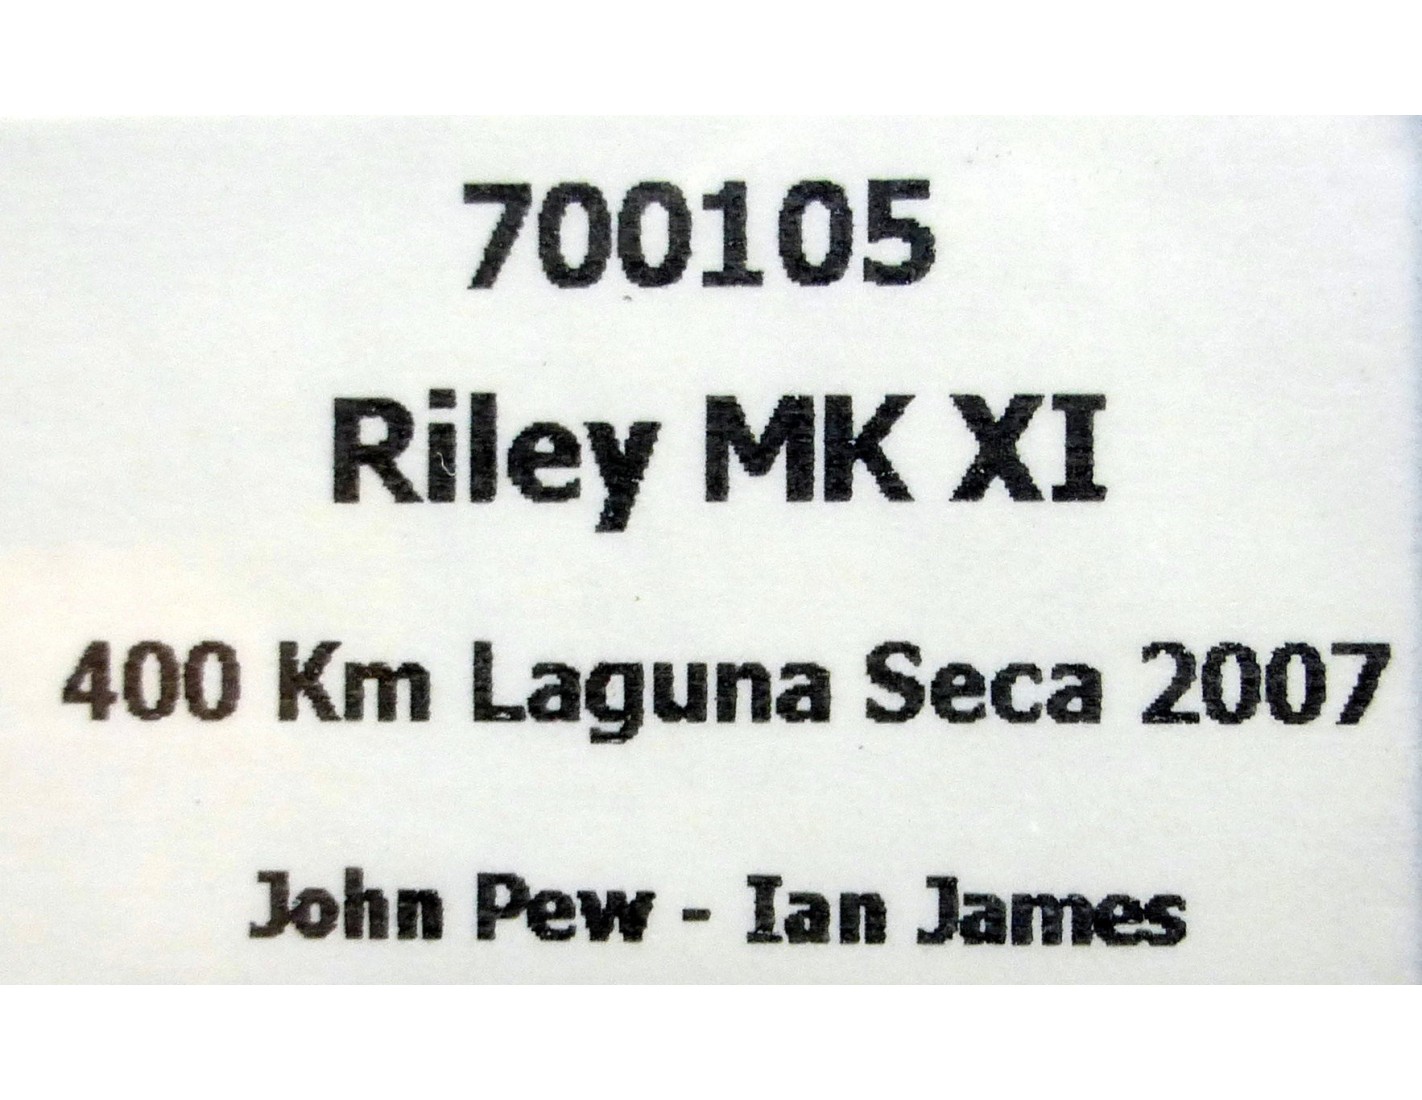 700105
Riley MK XI
400 Km Laguna Seca 2007
John Pew - Ian James